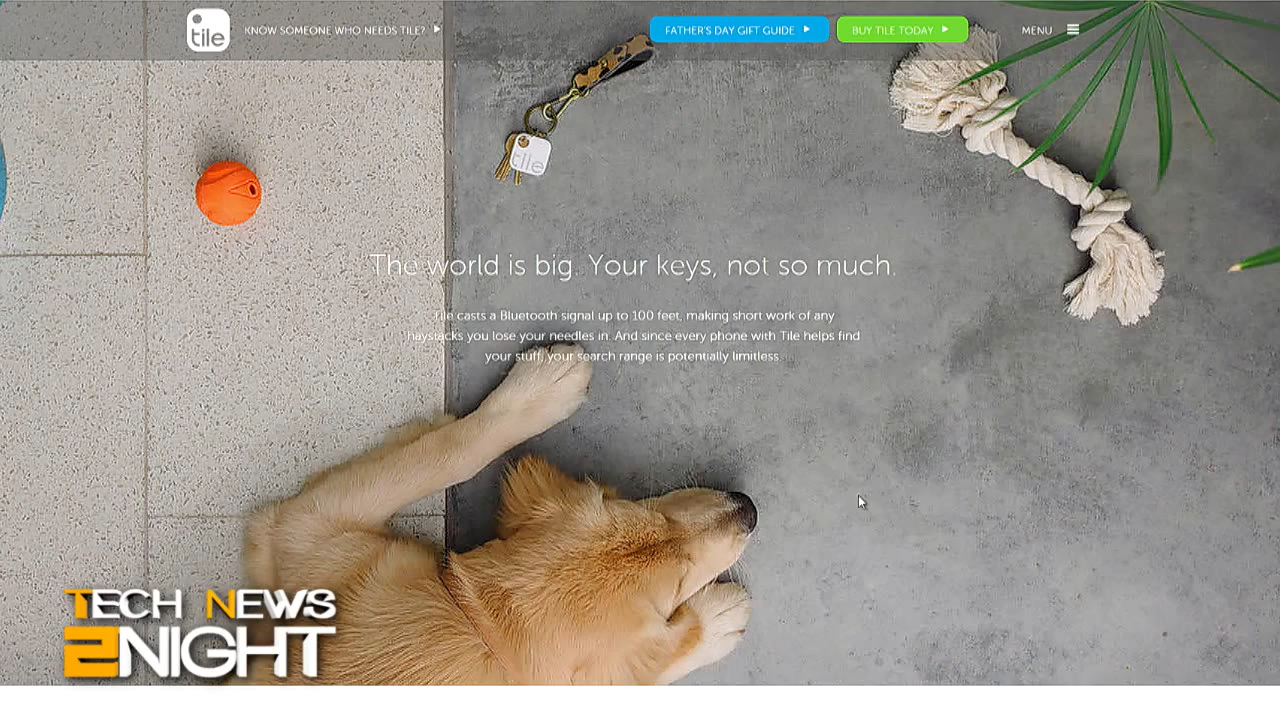 tile
KNOW SOMEONE WHO NEEDS TILE?
FATHER'S DAY GIFT GUIDE
BUY TILE TODAY
MENU
tile
The world is big. Your keys, not so much.
Tile casts a Bluetooth signal up to 100 feet, making short work of any
haystacks you lose your needles in. And since every phone with Tile helps find
your stuff, your search range is potentially limitless.
TECH NEWS
2NIGHT